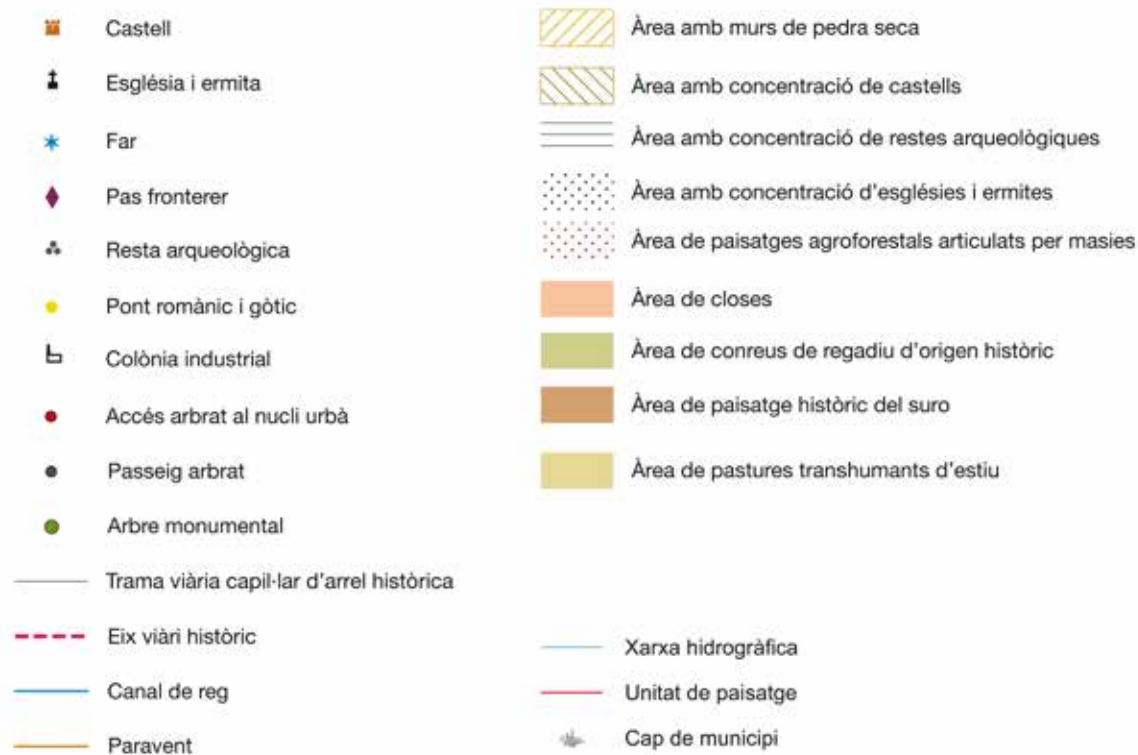 Castell
Església i ermita
Far
Pas fronterer
Resta arqueològica
Pont romànic i gòtic
Colònia industrial
Accés arbrat al nucli urbà
Passeig arbrat
Arbre monumental
Trama viària capil·lar d'arrel històrica
Eix viàri històric
Canal de reg
Paravent
Àrea amb murs de pedra seca
Àrea amb concentració de castells
Àrea amb concentració de restes arqueològiques
Àrea amb concentració d'esglésies i ermites
Àrea de paisatges agroforestals articulats per masies
Àrea de closes
Àrea de conreus de regadiu d'origen històric
Àrea de paisatge històric del suro
Àrea de pastures transhumants d'estiu
Xarxa hidrogràfica
Unitat de paisatge
Cap de municipi